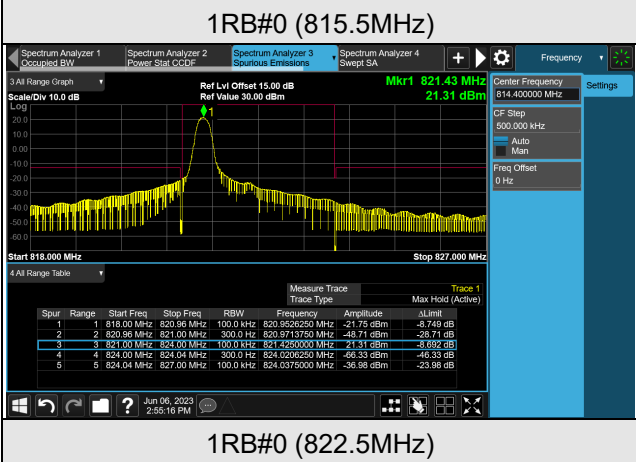 1RB#0 (815.5MHz)
Spectrum Analyzer 1
Occupied BW
Spectrum Analyzer 2
Power Stat CCDF
Spectrum Analyzer 3
Spurious Emissions
Spectrum Analyzer 4
Swept SA
+
Frequency
3 All Range Graph
Scale/Div 10.0 dB
Ref Lvl Offset 15.00 dB
Ref Value 30.00 dBm
Mkr1 821.43 MHz
21.31 dBm
Log
1
20.0
10.0
0.00
-10.0
-20.0
-30.0
-40.0
-50.0
-60.0
Start 818.000 MHz
Stop 827.000 MHz
Center Frequency
814.400000 MHz
Settings
CF Step
500.000 kHz
Auto
Man
Freq Offset
0 Hz
4 All Range Table
Measure Trace Trace 1
Trace Type Max Hold (Active)
Spur Range Start Freq Stop Freq RBW Frequency Amplitude ΔLimit
1 1 818.00 MHz 820.96 MHz 100.0 kHz 820.9526250 MHz -21.75 dBm -8.749 dB
2 2 820.96 MHz 821.00 MHz 300.0 Hz 820.9713750 MHz -48.71 dBm -28.71 dB
3 3 821.00 MHz 824.00 MHz 100.0 kHz 821.4250000 MHz 21.31 dBm -8.692 dB
4 4 824.00 MHz 824.04 MHz 300.0 Hz 824.0206250 MHz -66.33 dBm -46.33 dB
5 5 824.04 MHz 827.00 MHz 100.0 kHz 824.0375000 MHz -36.98 dBm -23.98 dB
?
Jun 06, 2023
2:55:16 PM
1RB#0 (822.5MHz)